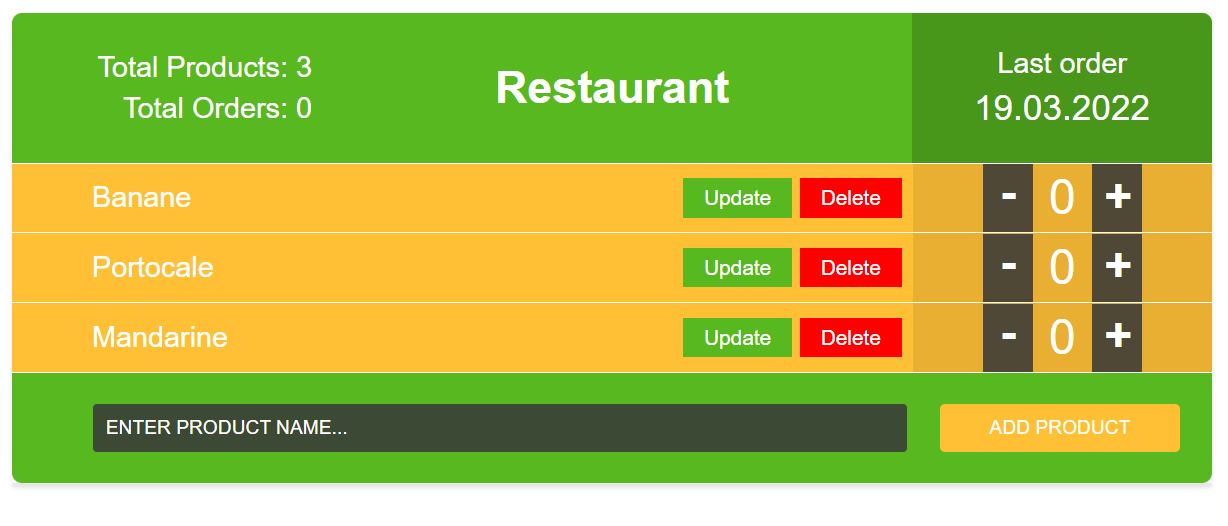 Total Products: 3
Total Orders: 0
Restaurant
Last order
19.03.2022
Banane Update Delete - 0 +
Portocale Update Delete - 0 +
Mandarine Update Delete - 0 +
ENTER PRODUCT NAME... ADD PRODUCT